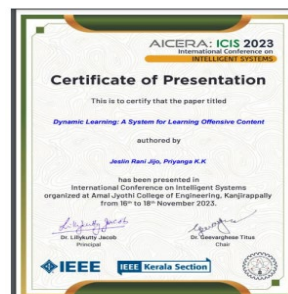 AICERA: ICIS 2023
International Conference on
INTELLIGENT SYSTEMS
Certificate of Presentation
This is to certify that the paper titled
Dynamic Learning: A System for Learning Offensive Content
authored by
Jeslin Rani Jijo, Priyanga K.K
has been presented in
International Conference on Intelligent Systems
organized at Amal Jyothi College of Engineering, Kanjirappally
from 16th to 18th November 2023.
Dr. Lillykutty Jacob
Principal
Dr. Geevarghese Titus
Chair
IEEE
IEEE Kerala Section